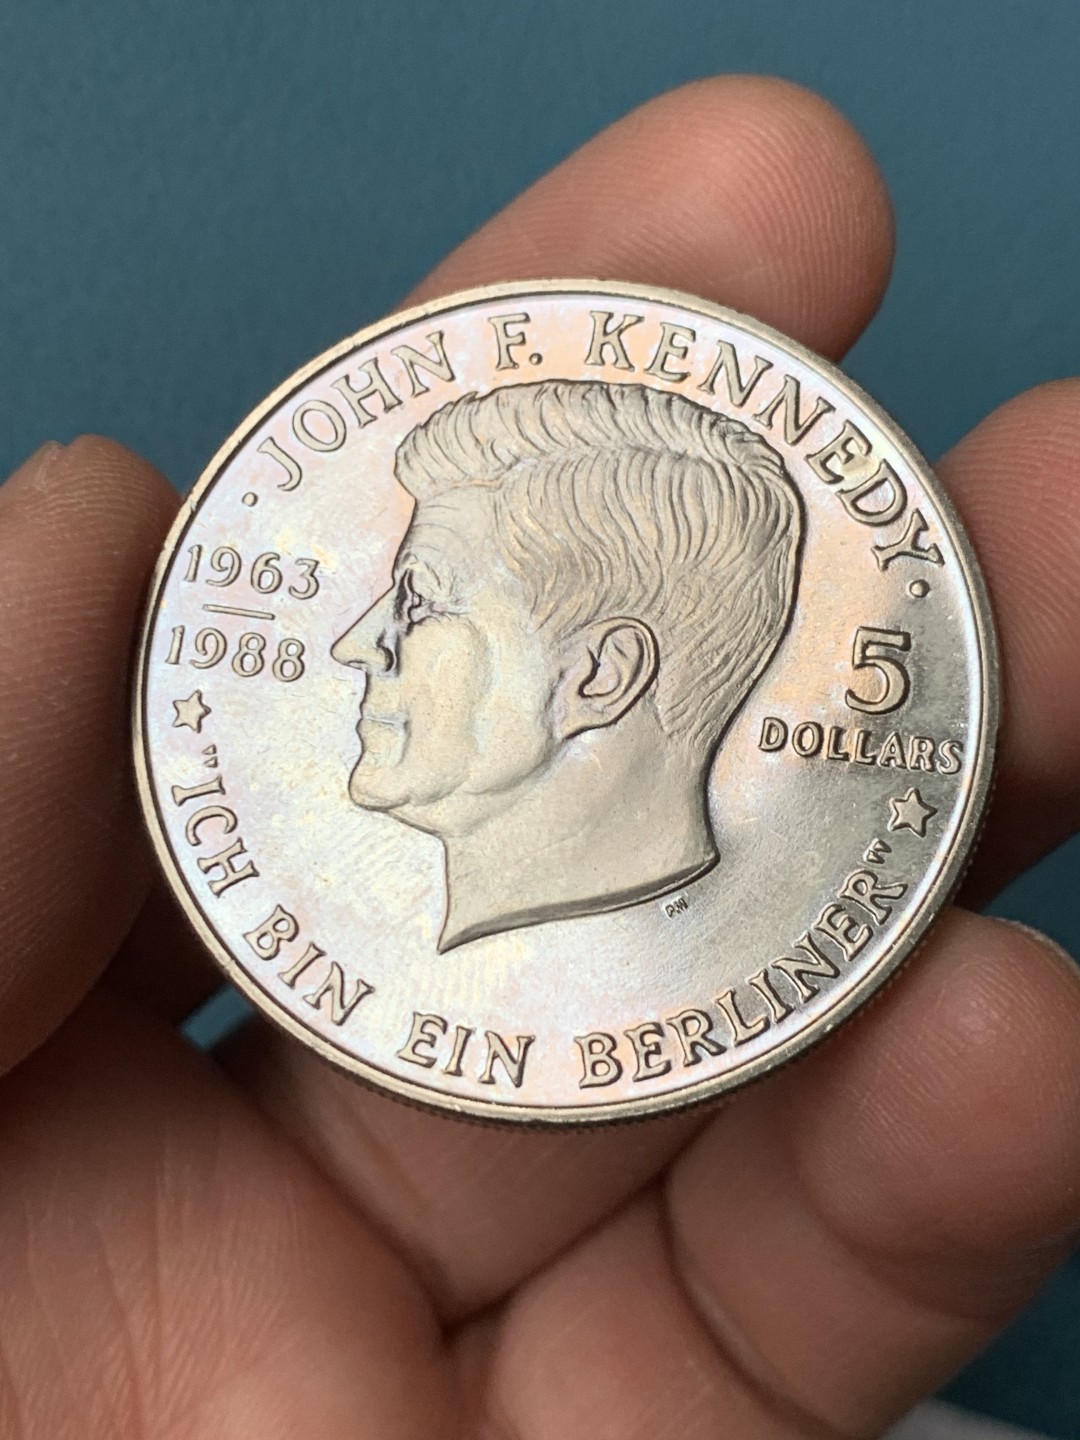 · JOHN F. KENNEDY ·
1963
1988
5
DOLLARS
"ICH BIN EIN BERLINER"